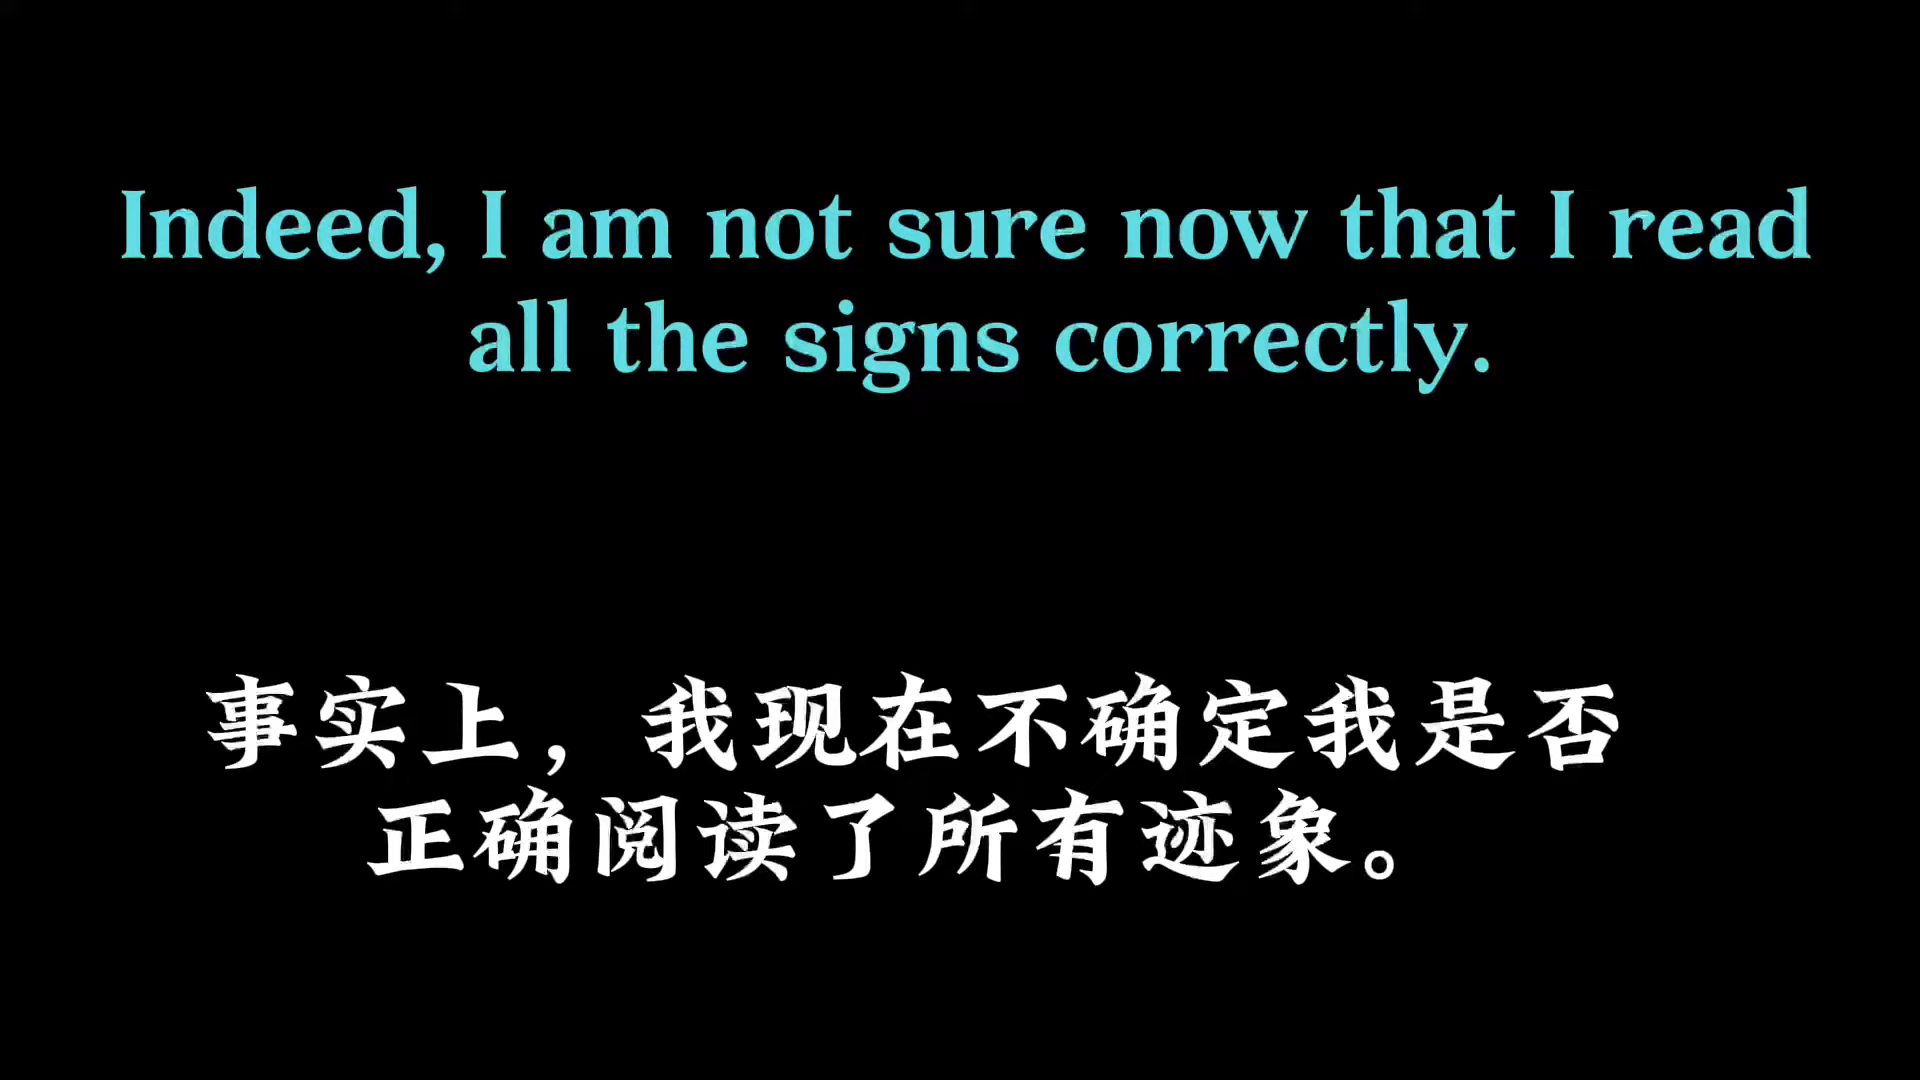 Indeed, I am not sure now that I read
all the signs correctly.
事实上，我现在不确定我是否
正确阅读了所有迹象。